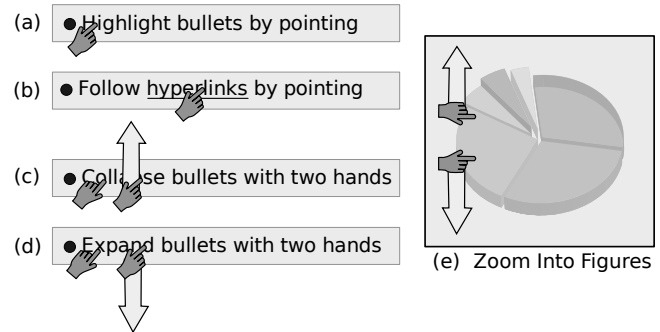 (a) ● Highlight bullets by pointing
(b) ● Follow hyperlinks by pointing
(c) ● Collapse bullets with two hands
(d) ● Expand bullets with two hands
(e) Zoom Into Figures